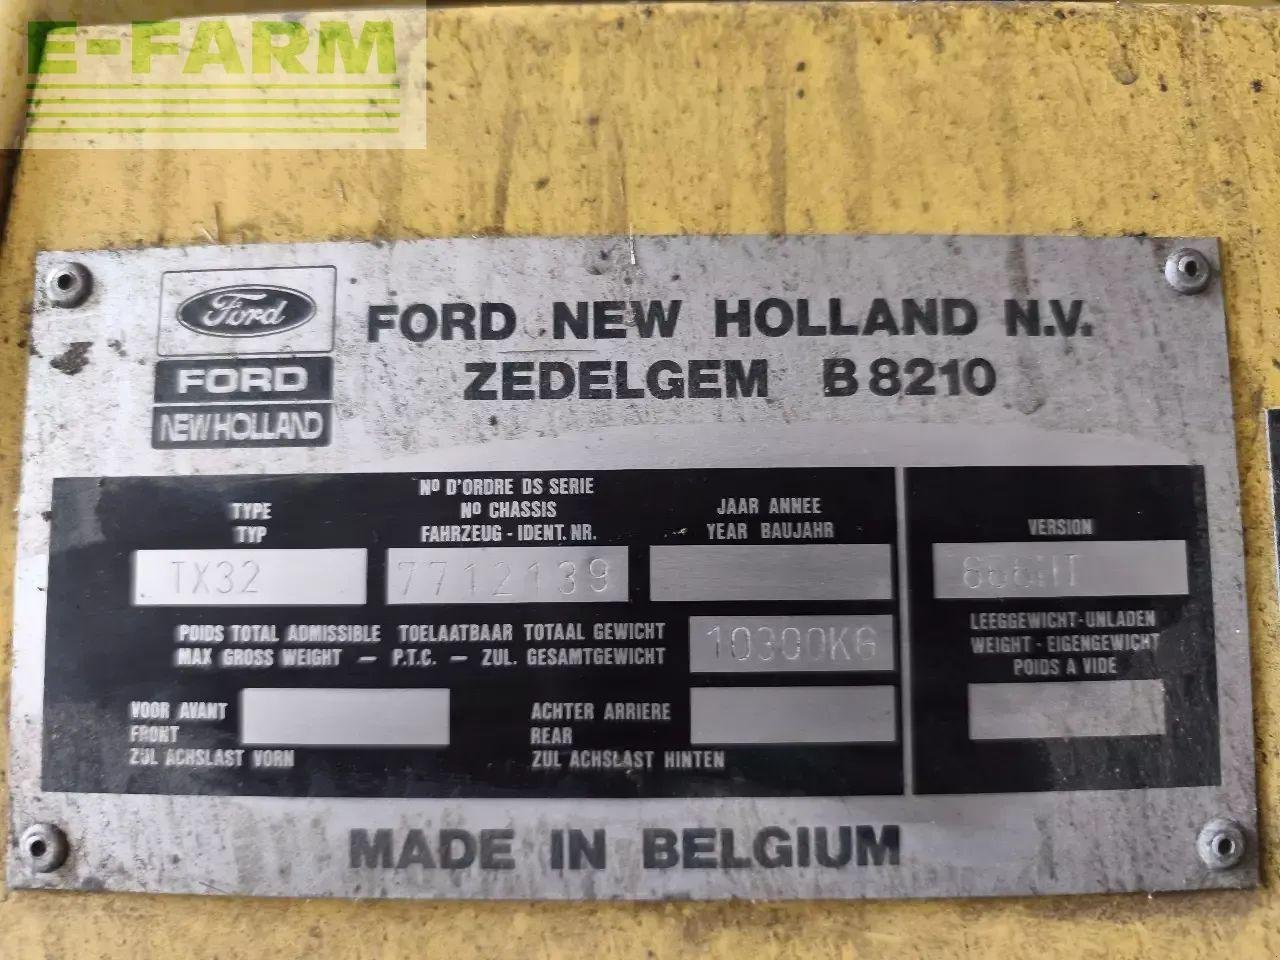 E-FARM
Ford
FORD
NEW HOLLAND
FORD NEW HOLLAND N.V.
ZEDELGEM B 8210
TYPE
TYP
TX32
Nº D'ORDRE DS SERIE
Nº CHASSIS
FAHRZEUG - IDENT. NR.
7712139
JAAR ANNEE
YEAR BAUJAHR
VERSION
POIDS TOTAL ADMISSIBLE TOELAATBAAR TOTAAL GEWICHT
MAX GROSS WEIGHT - P.T.C. - ZUL. GESAMTGEWICHT
10300KG
LEEGGEWICHT-UNLADEN
WEIGHT - EIGENGEWICHT
POIDS A VIDE
VOOR AVANT
FRONT
ZUL ACHSLAST VORN
ACHTER ARRIERE
REAR
ZUL ACHSLAST HINTEN
MADE IN BELGIUM